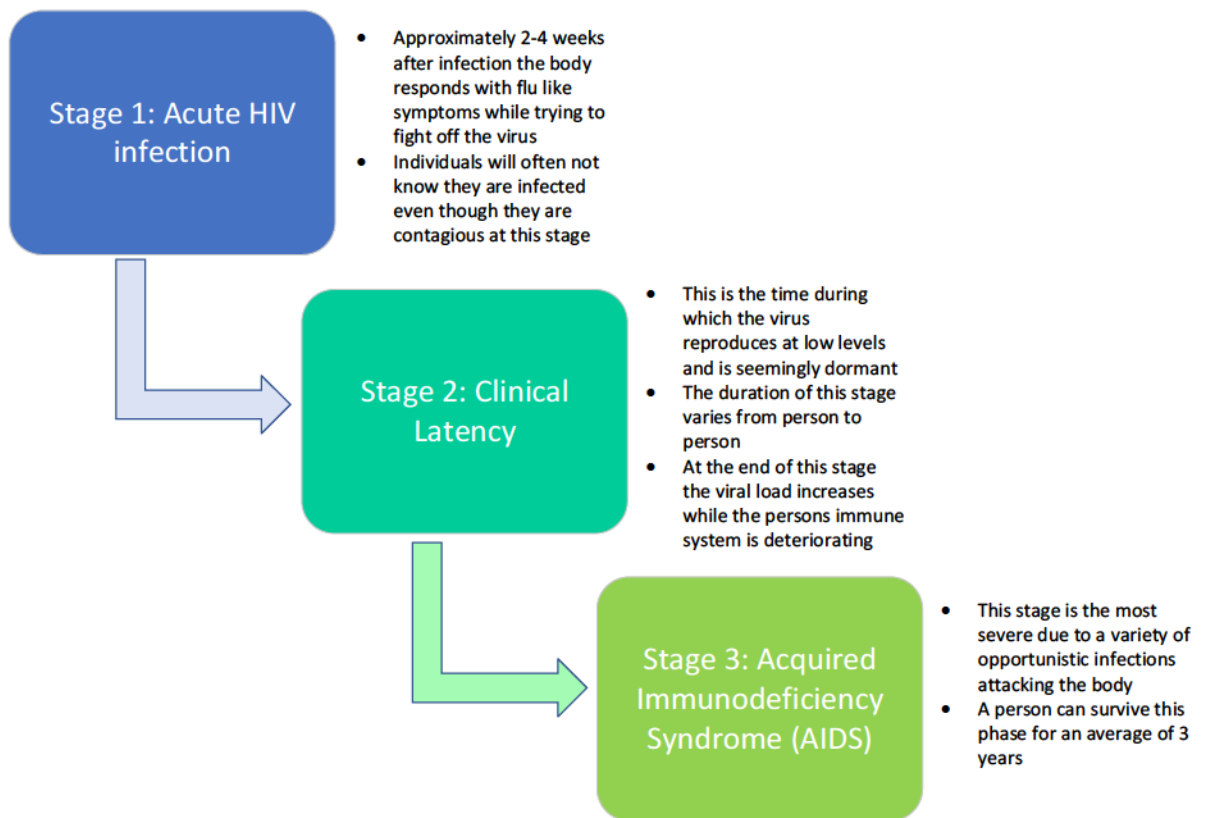 Stage 1: Acute HIV
infection
• Approximately 2-4 weeks
after infection the body
responds with flu like
symptoms while trying to
fight off the virus
• Individuals will often not
know they are infected
even though they are
contagious at this stage
Stage 2: Clinical
Latency
• This is the time during
which the virus
reproduces at low levels
and is seemingly dormant
• The duration of this stage
varies from person to
person
• At the end of this stage
the viral load increases
while the persons immune
system is deteriorating
Stage 3: Acquired
Immunodeficiency
Syndrome (AIDS)
• This stage is the most
severe due to a variety of
opportunistic infections
attacking the body
• A person can survive this
phase for an average of 3
years